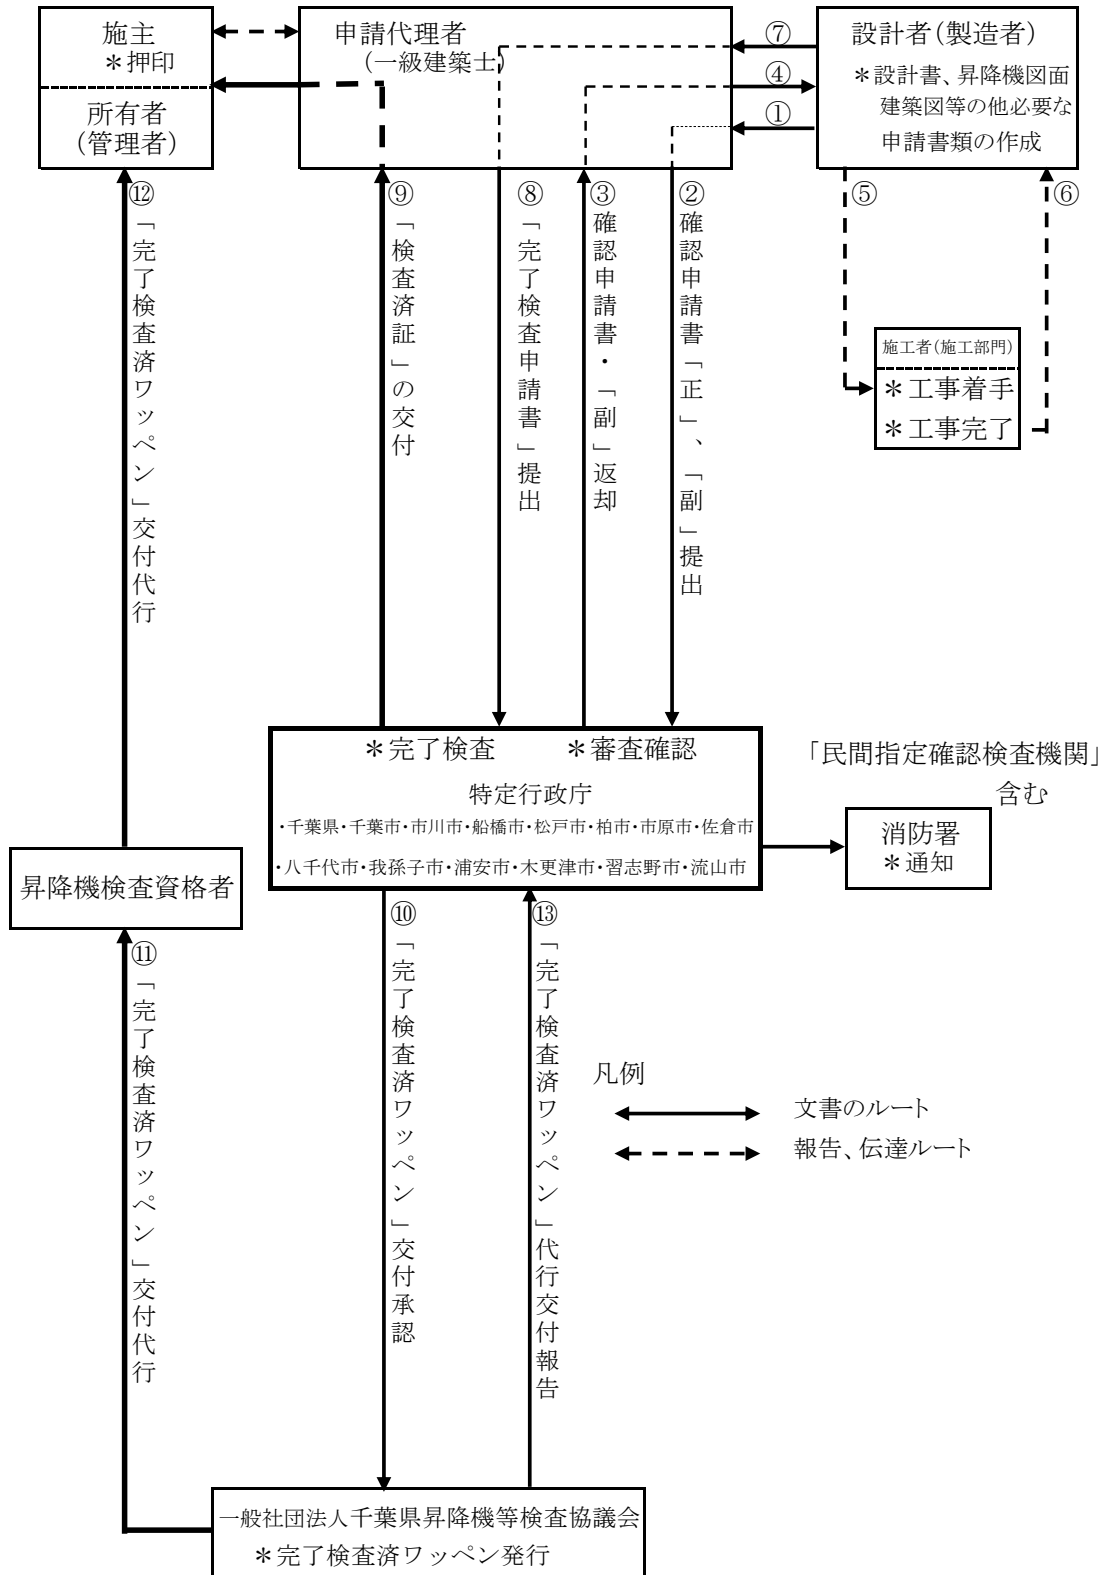 施主
＊押印
所有者
（管理者）
申請代理者
（一級建築士）
⑦
④
①
設計者（製造者）
＊設計書、昇降機図面
建築図等の他必要な
申請書類の作成
⑫「完了検査済ワッペン」交付代行
⑨「検査済証」の交付
⑧「完了検査申請書」提出
③確認申請書・「副」返却
②確認申請書「正」、「副」提出
⑤
⑥
施工者（施工部門）
＊工事着手
＊工事完了
＊完了検査
＊審査確認
特定行政庁
・千葉県・千葉市・市川市・船橋市・松戸市・柏市・市原市・佐倉市
・八千代市・我孫子市・浦安市・木更津市・習志野市・流山市
「民間指定確認検査機関」
含む
消防署
＊通知
昇降機検査資格者
⑪「完了検査済ワッペン」交付代行
⑩「完了検査済ワッペン」交付承認
⑬「完了検査済ワッペン」代行交付報告
凡例
文書のルート
報告、伝達ルート
一般社団法人千葉県昇降機等検査協議会
＊完了検査済ワッペン発行